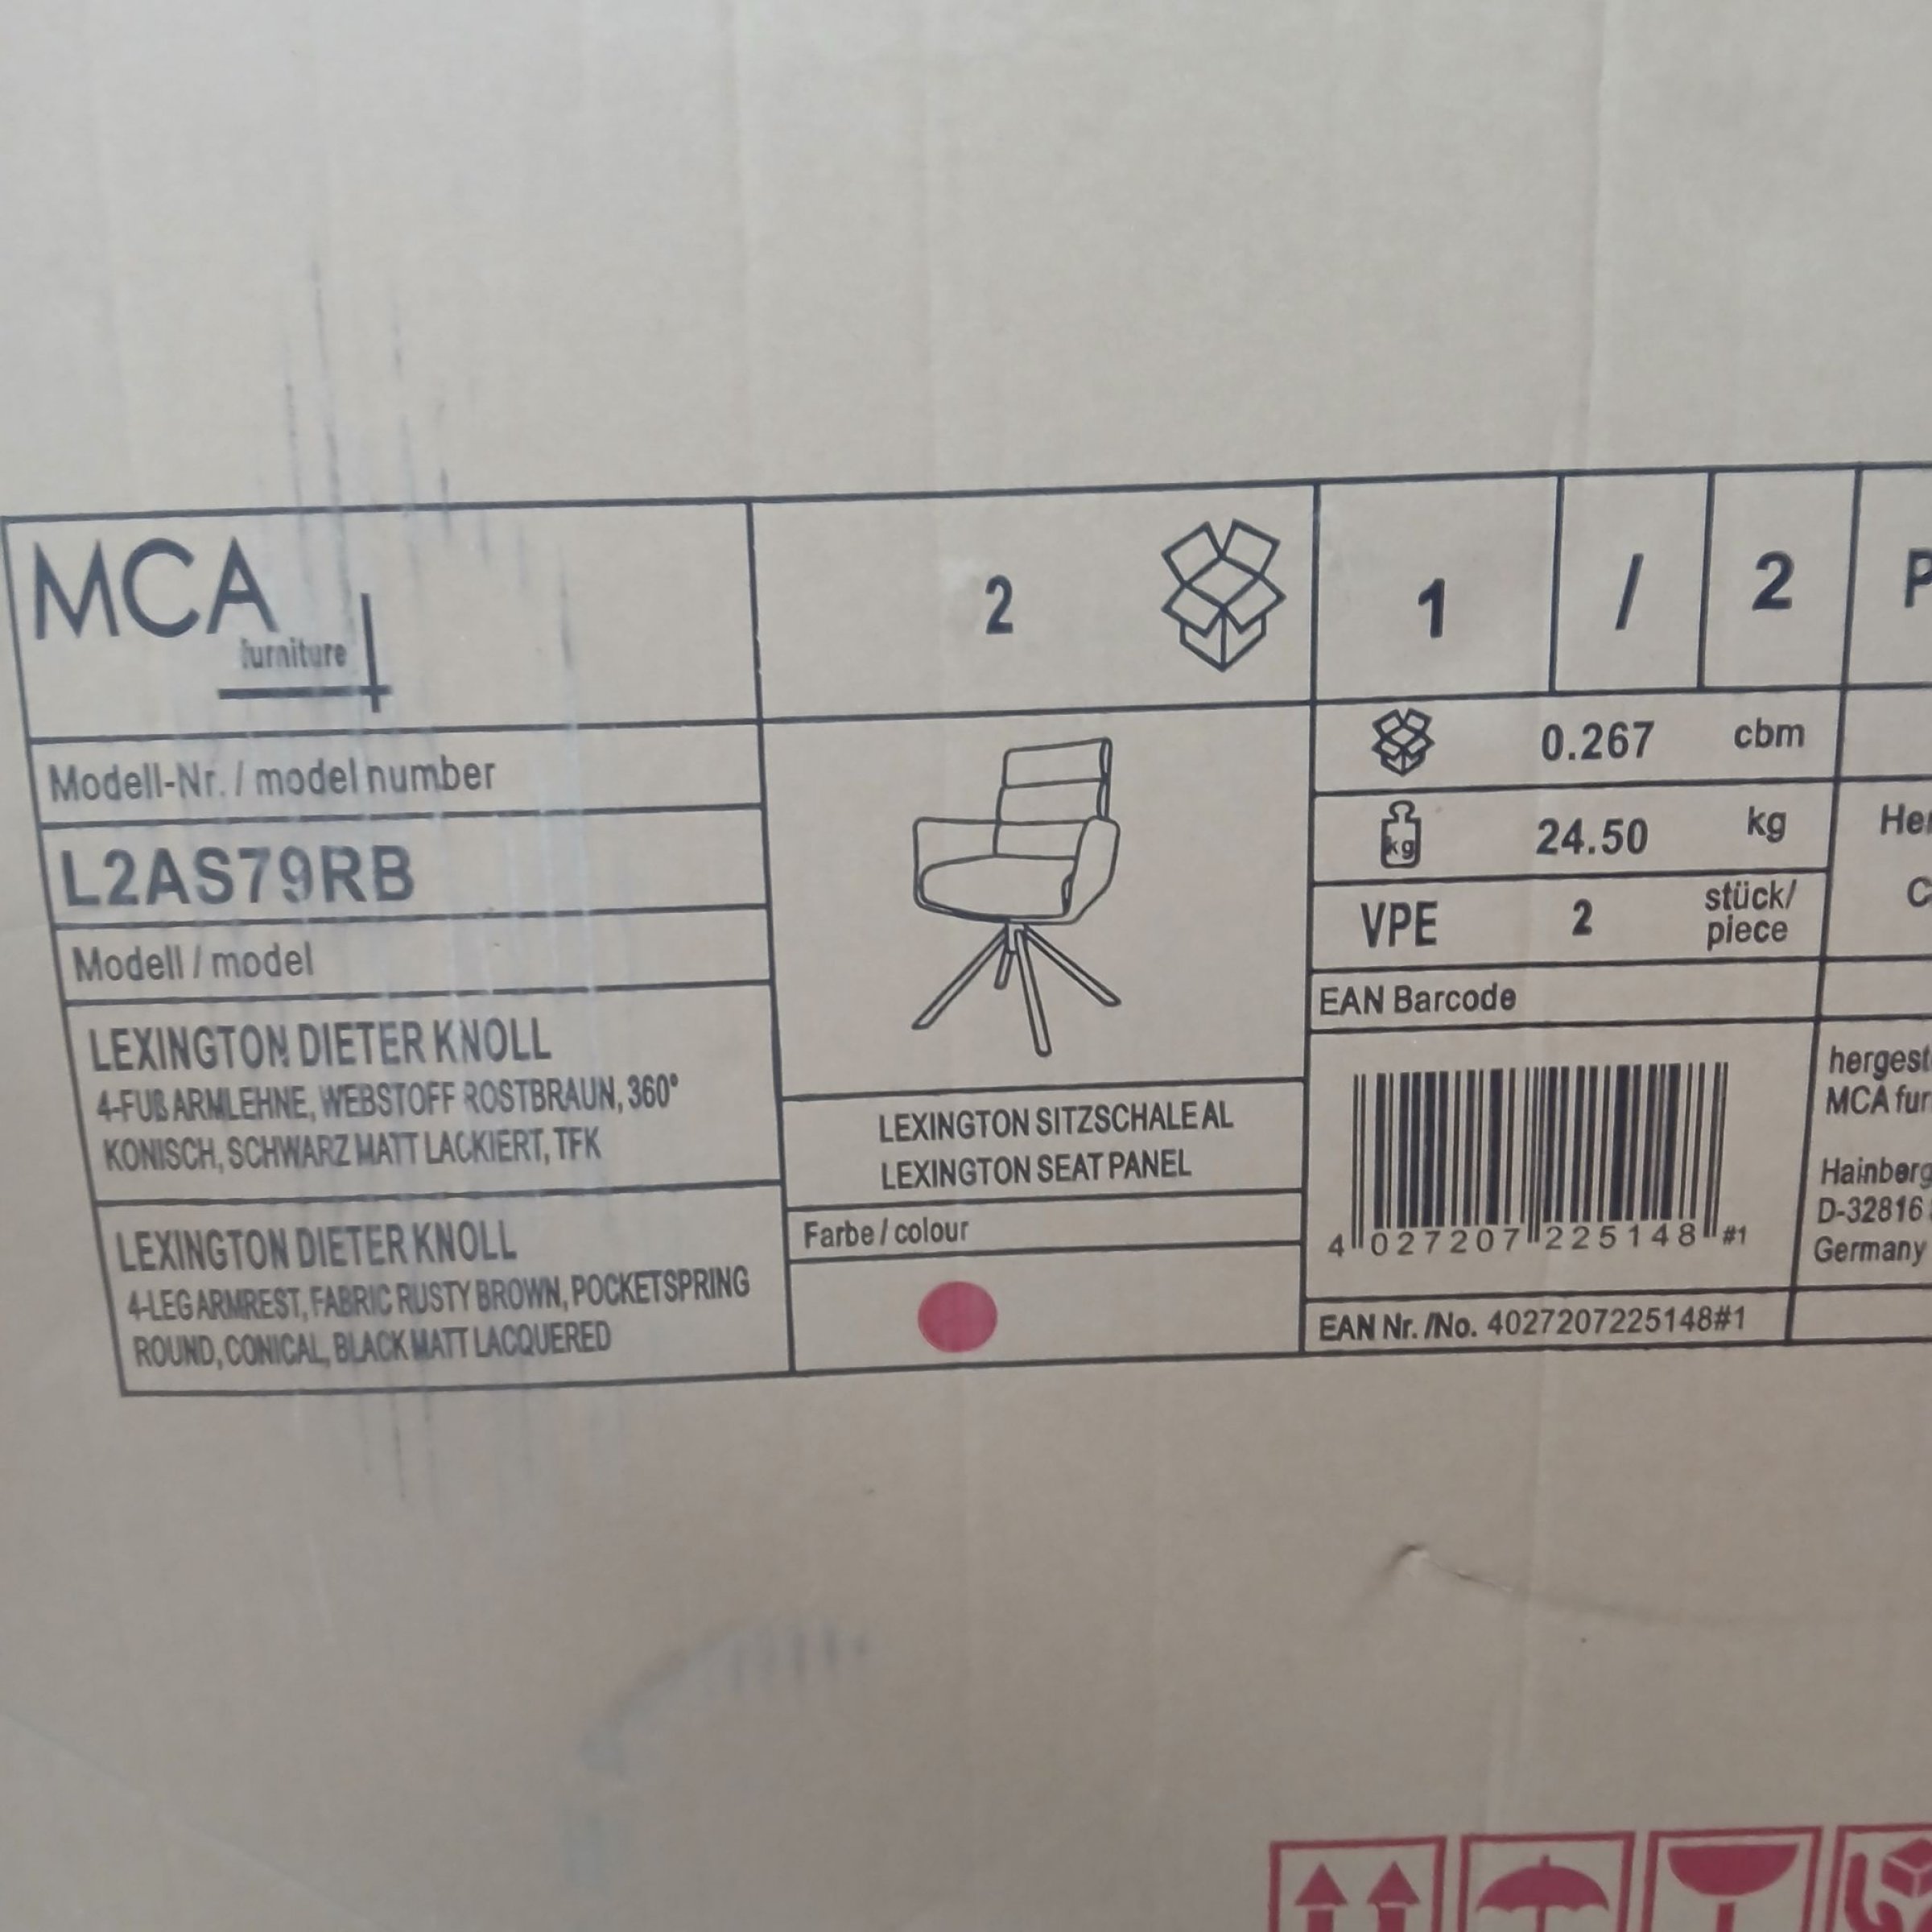 MCA
furniture
2
1 / 2
Modell-Nr. / model number
L2AS79RB
Modell / model
LEXINGTON DIETER KNOLL
4-FUß ARMLEHNE, WEBSTOFF ROSTBRAUN, 360°
KONISCH, SCHWARZ MATT LACKIERT, TFK
LEXINGTON DIETER KNOLL
4-LEG ARMREST, FABRIC RUSTY BROWN, POCKETSPRING
ROUND, CONICAL, BLACK MATT LACQUERED
LEXINGTON SITZSCHALE AL
LEXINGTON SEAT PANEL
Farbe / colour
0.267 cbm
kg 24.50 kg
VPE 2 stück/
piece
EAN Barcode
4 027207 225148 #1
EAN Nr. /No. 4027207225148#1
MCA
D-32816
Germany